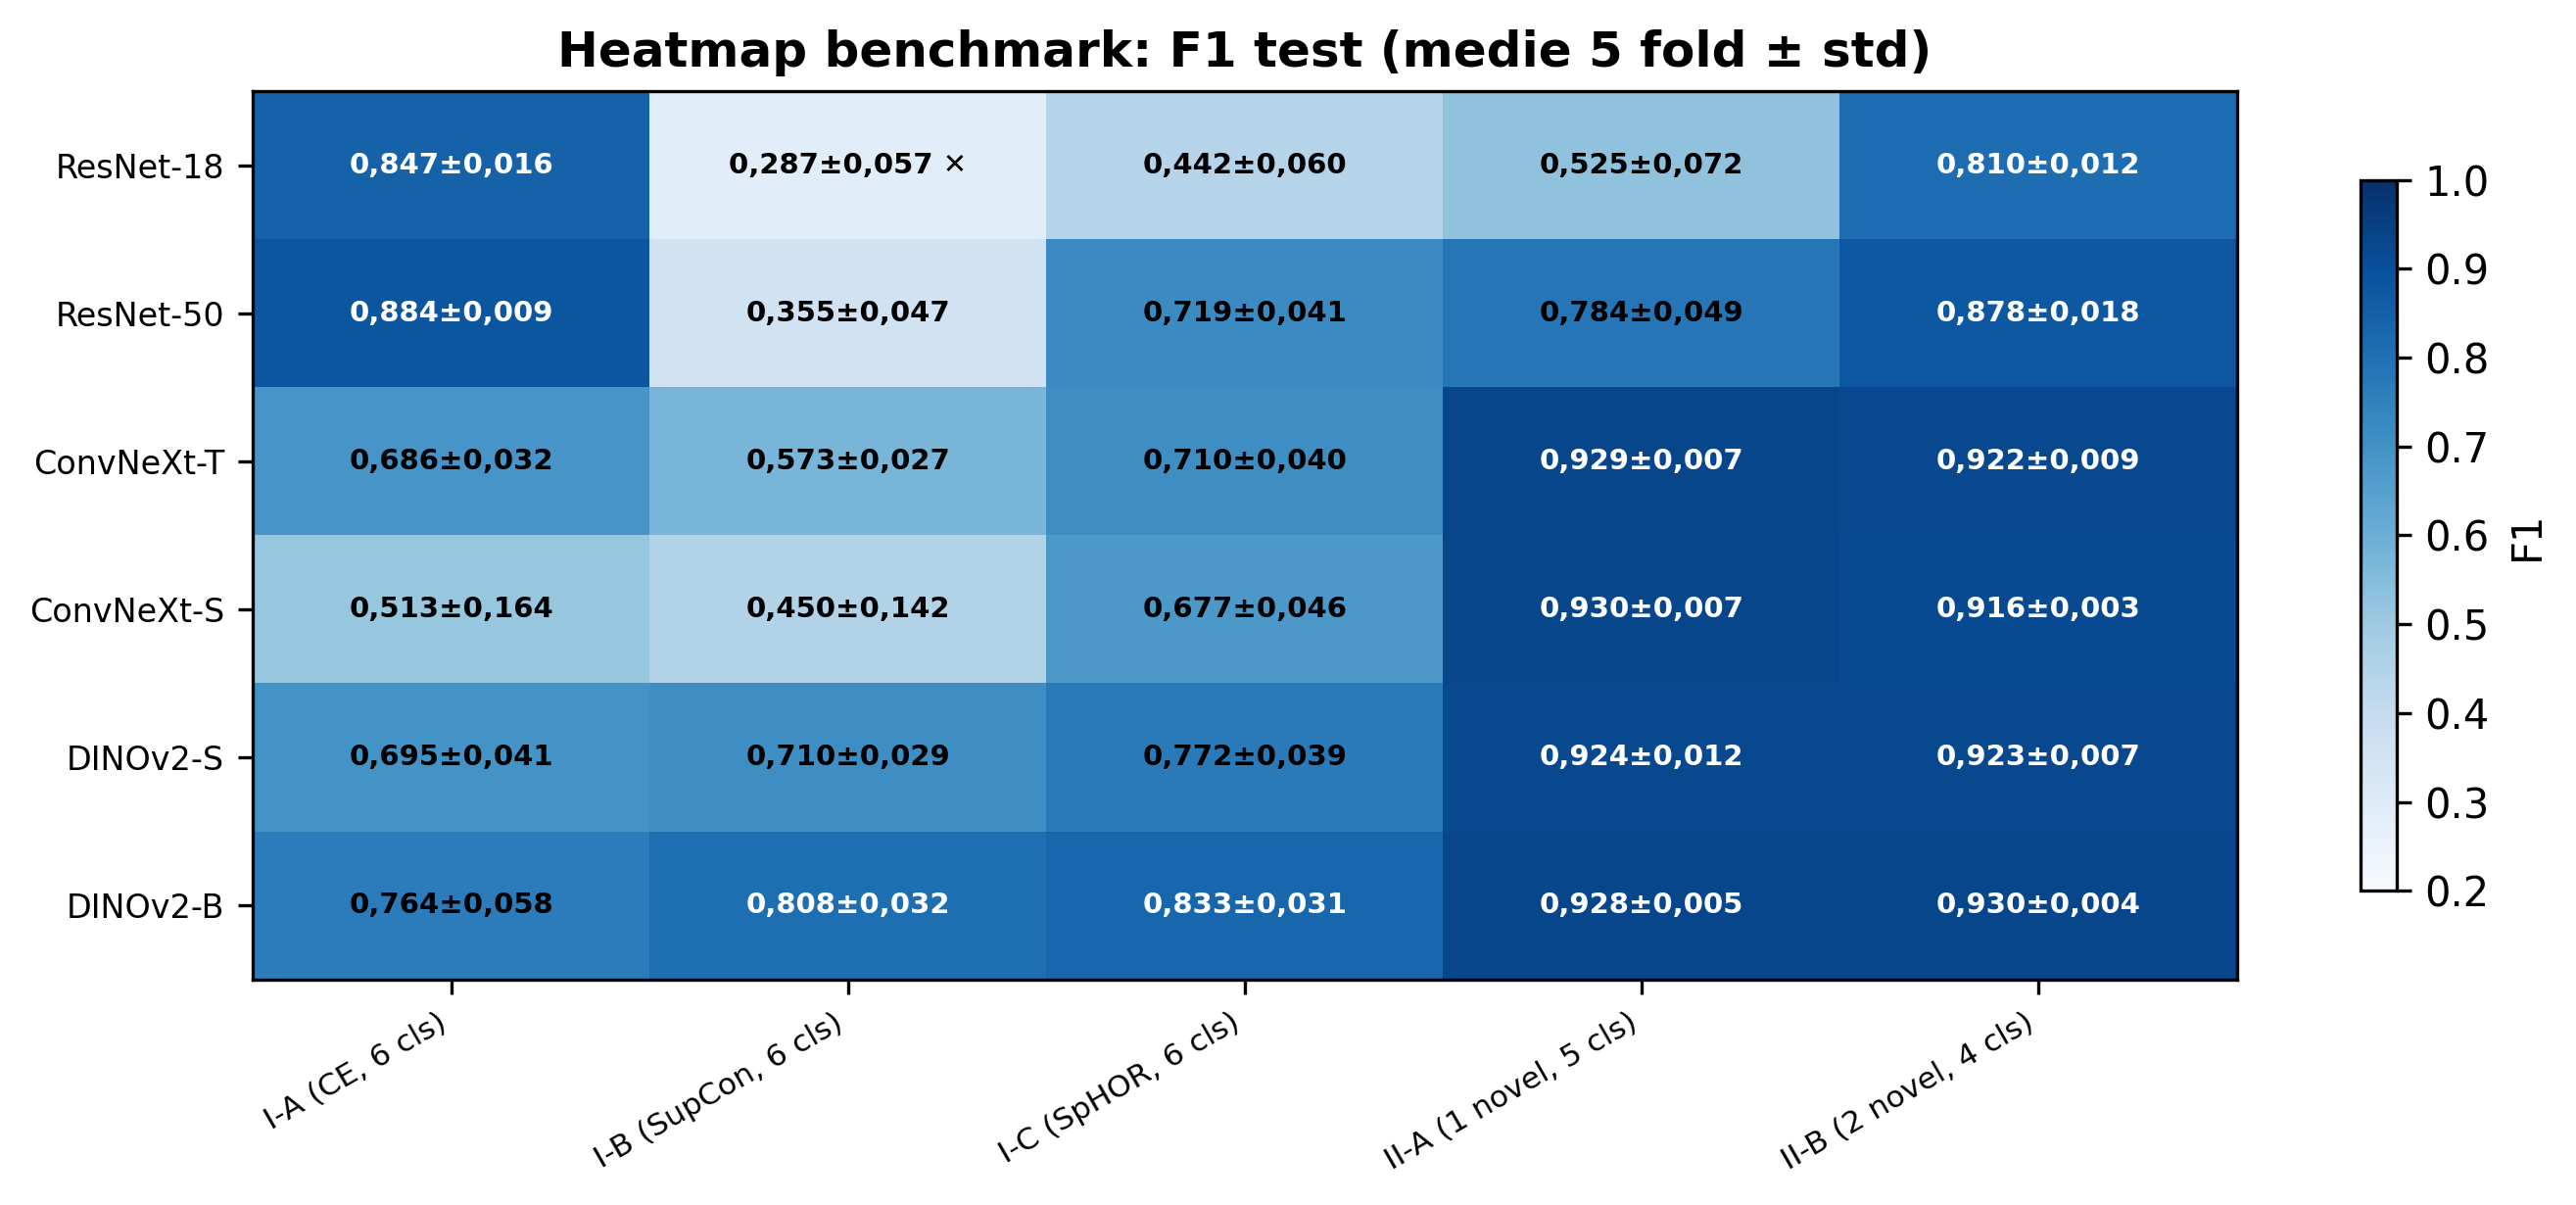 Heatmap benchmark: F1 test (medie 5 fold ± std)
ResNet-18 0,847±0,016 0,287±0,057 × 0,442±0,060 0,525±0,072 0,810±0,012
ResNet-50 0,884±0,009 0,355±0,047 0,719±0,041 0,784±0,049 0,878±0,018
ConvNeXt-T 0,686±0,032 0,573±0,027 0,710±0,040 0,929±0,007 0,922±0,009
ConvNeXt-S 0,513±0,164 0,450±0,142 0,677±0,046 0,930±0,007 0,916±0,003
DINOv2-S 0,695±0,041 0,710±0,029 0,772±0,039 0,924±0,012 0,923±0,007
DINOv2-B 0,764±0,058 0,808±0,032 0,833±0,031 0,928±0,005 0,930±0,004
I-A (CE, 6 cls)
I-B (SupCon, 6 cls)
I-C (SpHOR, 6 cls)
II-A (1 novel, 5 cls)
II-B (2 novel, 4 cls)
1.0
0.9
0.8
0.7
0.6
0.5
0.4
0.3
0.2
F1